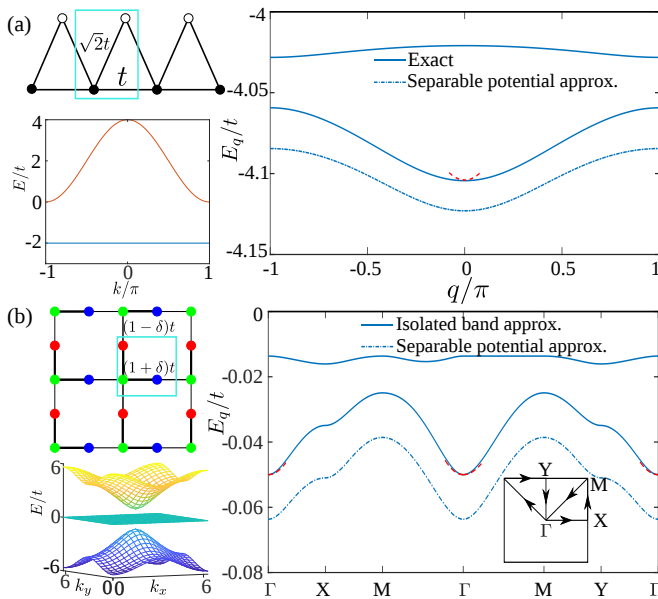 (a)
√2t
t
E/t
4
2
0
-2
-1
0
1
k/π
E_q/t
-4
-4.05
-4.1
-4.15
Exact
Separable potential approx.
-1
-0.5
0
0.5
1
q/π
(b)
(1 − δ)t
(1 + δ)t
E/t
6
0
-6
6
k_y
0
0
k_x
6
E_q/t
0
-0.02
-0.04
-0.06
-0.08
Isolated band approx.
Separable potential approx.
Y
M
Γ
X
Γ
X
M
Γ
M
Y
Γ